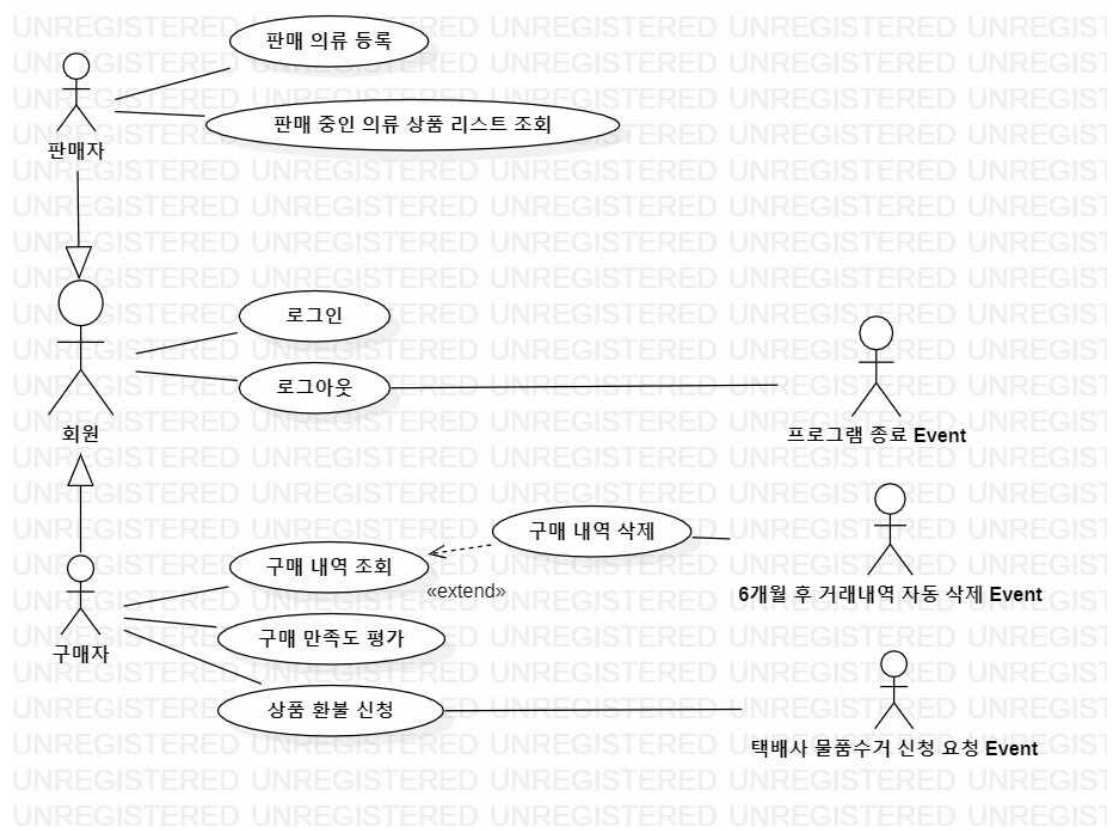 판매 의류 등록
판매 중인 의류 상품 리스트 조회
판매자
로그인
로그아웃
회원
프로그램 종료 Event
구매 내역 삭제
구매 내역 조회
«extend»
6개월 후 거래내역 자동 삭제 Event
구매 만족도 평가
구매자
상품 환불 신청
택배사 물품수거 신청 요청 Event
UNREGISTERED UNREGISTERED UNREGISTERED UNREGISTERED UNREGIST